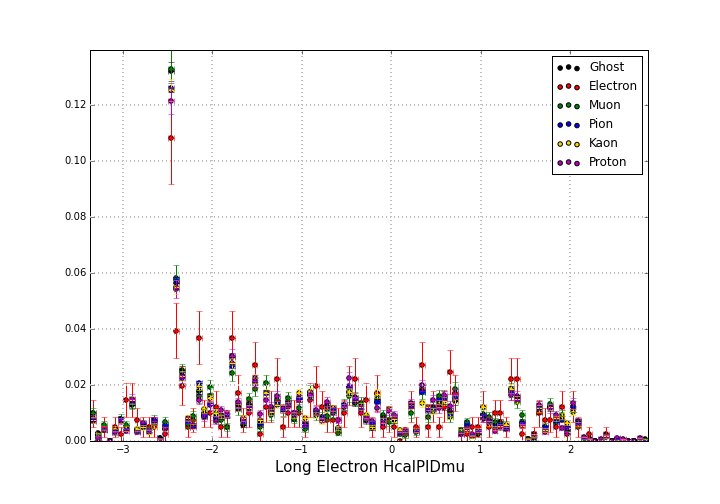 Ghost
Electron
Muon
Pion
Kaon
Proton
0.12
0.10
0.08
0.06
0.04
0.02
0.00
−3 −2 −1 0 1 2
Long Electron HcalPIDmu